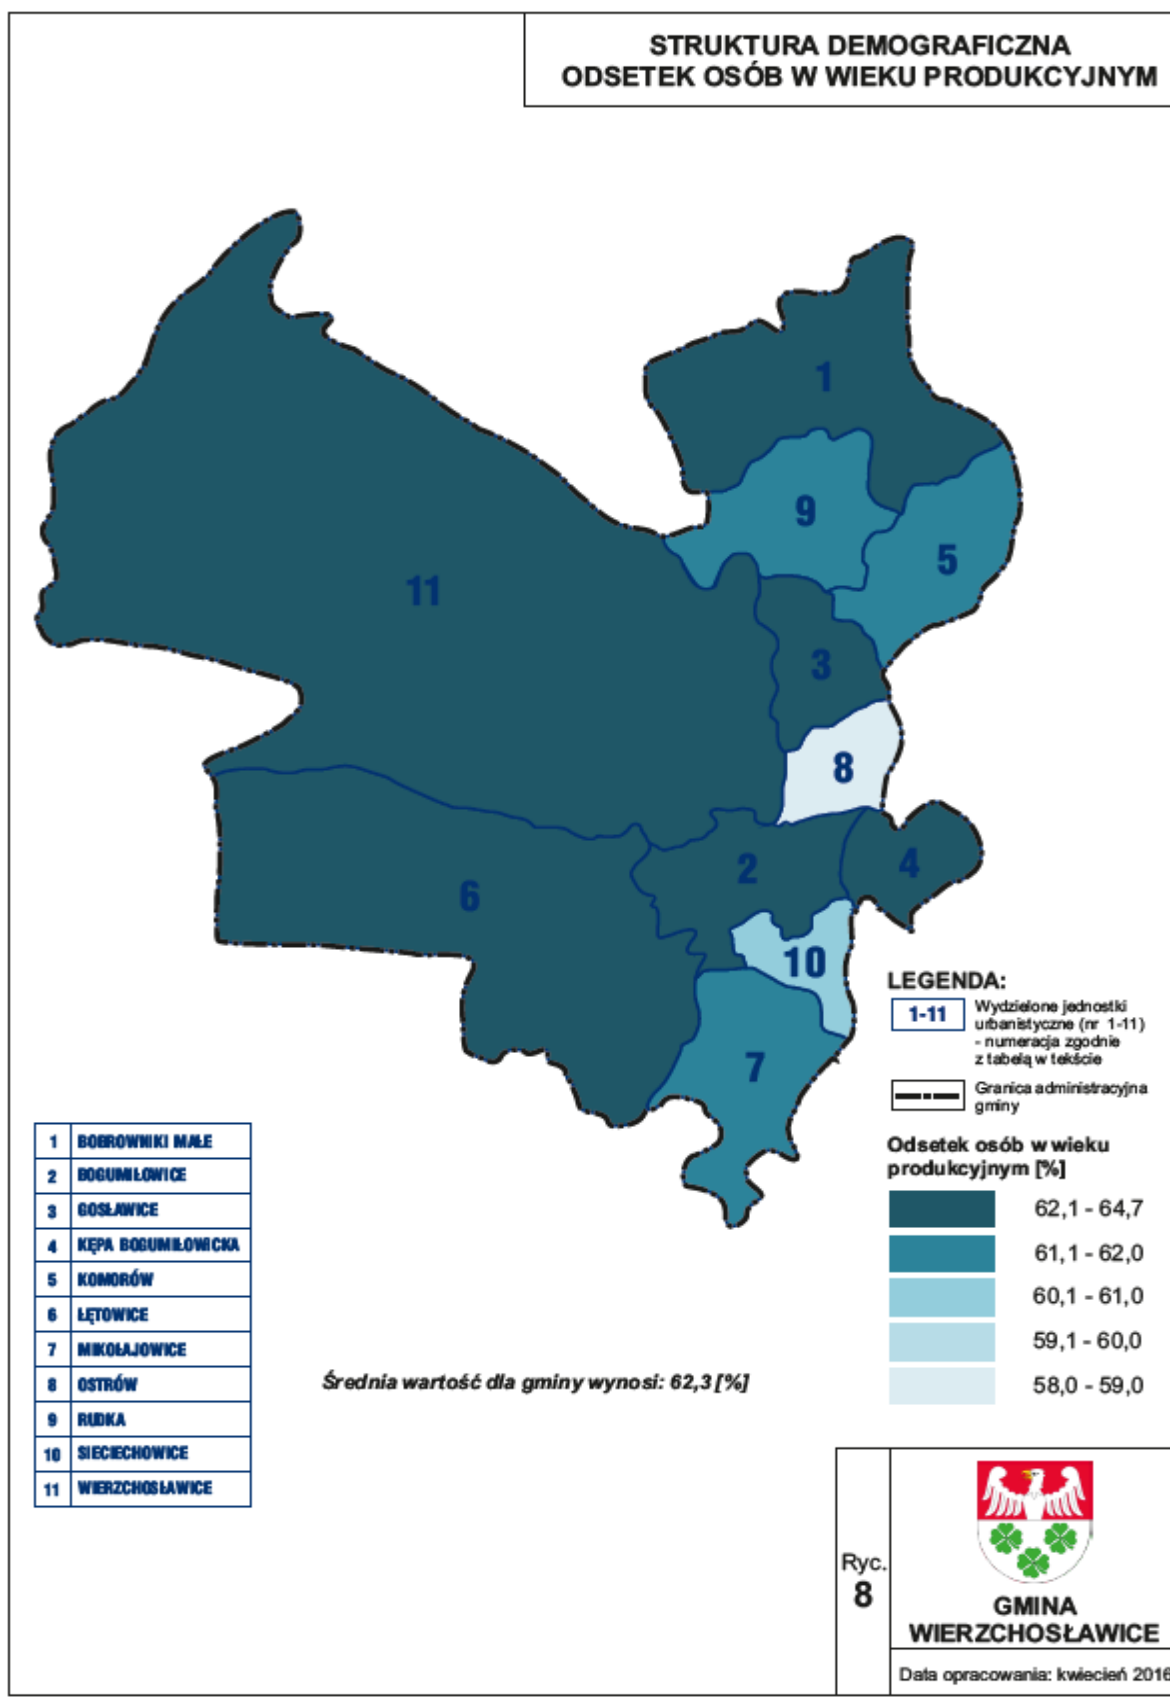 STRUKTURA DEMOGRAFICZNA
ODSETEK OSÓB W WIEKU PRODUKCYJNYM
1
9
5
11
3
8
2
4
6
10
7
LEGENDA:
1-11 Wydzielone jednostki
urbanistyczne (nr 1-11)
- numeracja zgodnie
z tabelą w tekście
Granica administracyjna
gminy
Odsetek osób w wieku
produkcyjnym [%]
62,1 - 64,7
61,1 - 62,0
60,1 - 61,0
59,1 - 60,0
58,0 - 59,0
1 BOBROWNIKI MAŁE
2 BOGUMIŁOWICE
3 GOSŁAWICE
4 KĘPA BOGUMIŁOWICKA
5 KOMORÓW
6 ŁĘTOWICE
7 MIKOŁAJOWICE
8 OSTRÓW
9 RUDKA
10 SIECIECHOWICE
11 WIERZCHOSŁAWICE
Średnia wartość dla gminy wynosi: 62,3 [%]
Ryc.
8
GMINA
WIERZCHOSŁAWICE
Data opracowania: kwiecień 2016